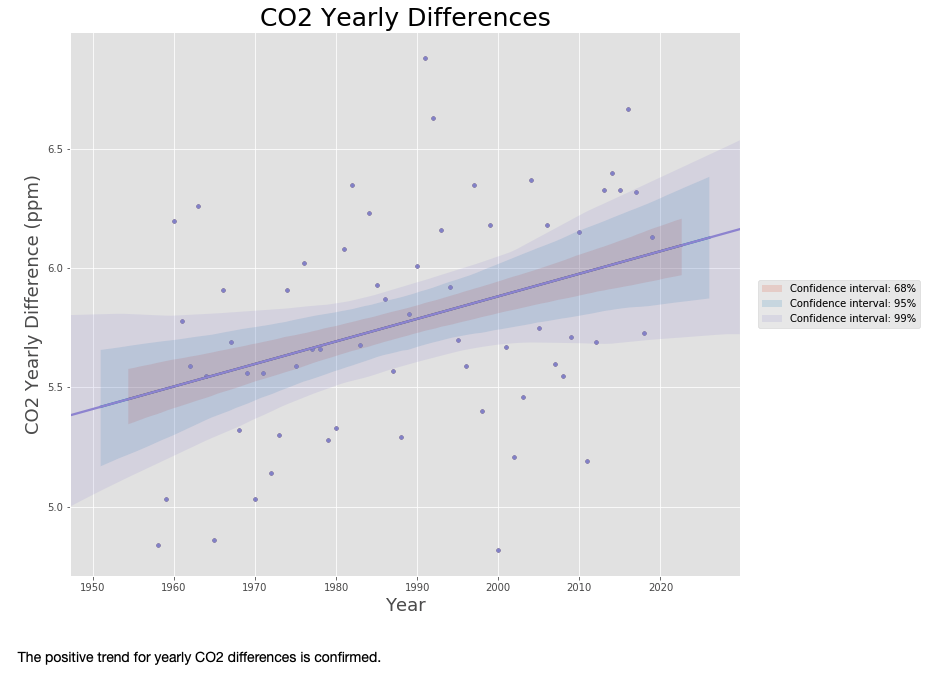 CO2 Yearly Differences
CO2 Yearly Difference (ppm)
6.5
6.0
5.5
5.0
1950 1960 1970 1980 1990 2000 2010 2020
Year
Confidence interval: 68%
Confidence interval: 95%
Confidence interval: 99%
The positive trend for yearly CO2 differences is confirmed.